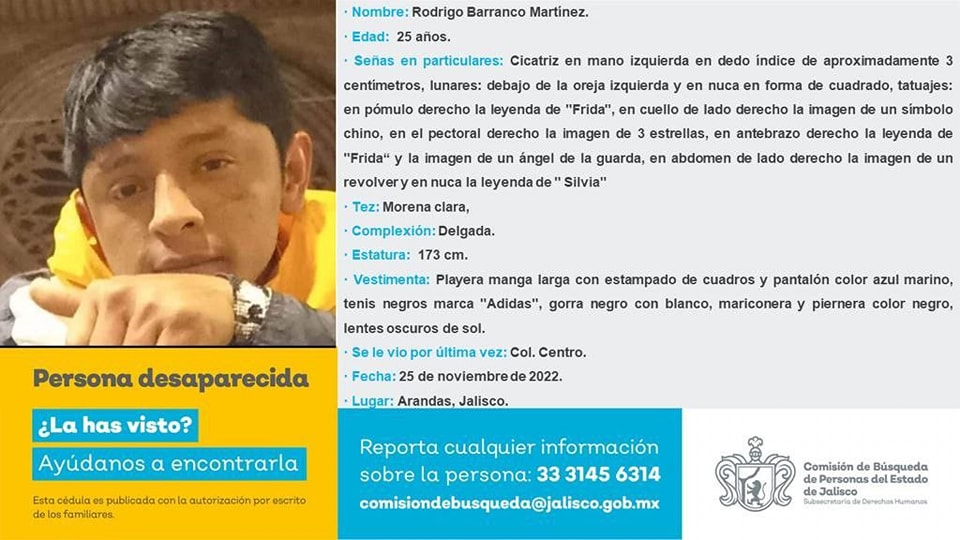 · Nombre: Rodrigo Barranco Martínez.
· Edad: 25 años.
· Señas en particulares: Cicatriz en mano izquierda en dedo índice de aproximadamente 3
centímetros, lunares: debajo de la oreja izquierda y en nuca en forma de cuadrado, tatuajes:
en pómulo derecho la leyenda de "Frida", en cuello de lado derecho la imagen de un símbolo
chino, en el pectoral derecho la imagen de 3 estrellas, en antebrazo derecho la leyenda de
"Frida“ y la imagen de un ángel de la guarda, en abdomen de lado derecho la imagen de un
revolver y en nuca la leyenda de " Silvia"
· Tez: Morena clara,
· Complexión: Delgada.
· Estatura: 173 cm.
· Vestimenta: Playera manga larga con estampado de cuadros y pantalón color azul marino,
tenis negros marca "Adidas", gorra negro con blanco, mariconera y piernera color negro,
lentes oscuros de sol.
· Se le vio por última vez: Col. Centro.
· Fecha: 25 de noviembre de 2022.
· Lugar: Arandas, Jalisco.
Persona desaparecida
¿La has visto?
Ayúdanos a encontrarla
Esta cédula es publicada con la autorización por escrito
de los familiares.
Reporta cualquier información
sobre la persona: 33 3145 6314
comisiondebusqueda@jalisco.gob.mx
Comisión de Búsqueda
de Personas del Estado
de Jalisco
Subsecretaría de Derechos Humanos